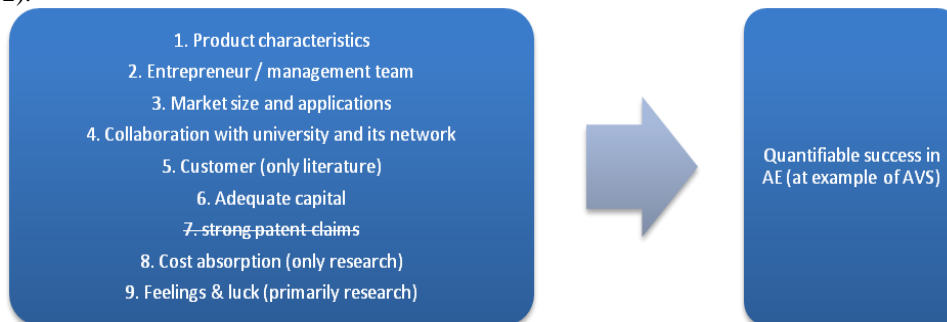 2).
1. Product characteristics
2. Entrepreneur / management team
3. Market size and applications
4. Collaboration with university and its network
5. Customer (only literature)
6. Adequate capital
7. strong patent claims
8. Cost absorption (only research)
9. Feelings & luck (primarily research)
Quantifiable success in
AE (at example of AVS)